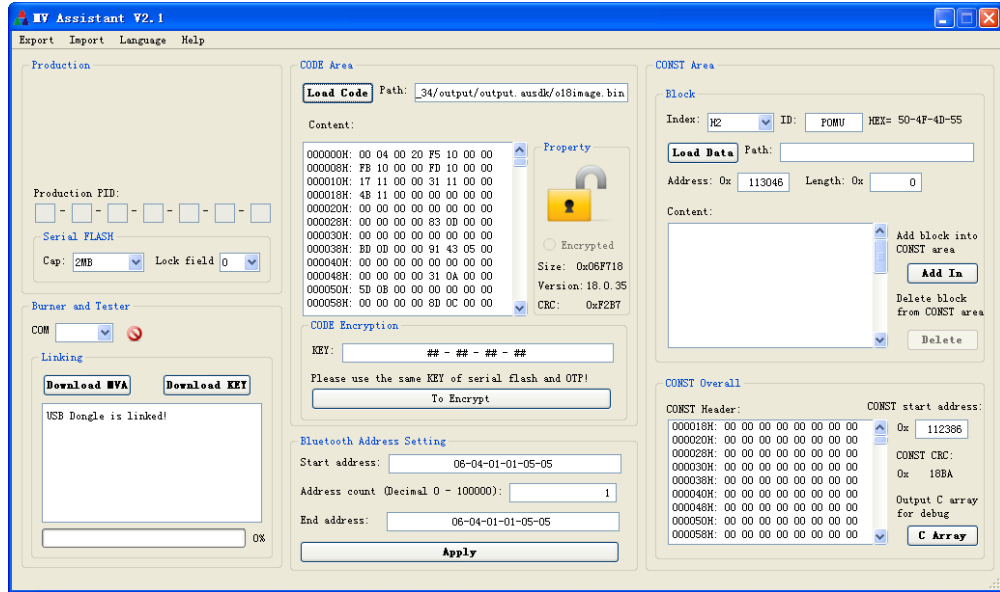 MV Assistant V2.1
Export Import Language Help
Production
Production PID:
- - - - - -
Serial FLASH
Cap: 2MB Lock field 0
Burner and Tester
COM
Linking
Download MVA Download KEY
USB Dongle is linked!
0%
CODE Area
Load Code Path: _34/output/output.ausdk/o18image.bin
Content:
000000H: 00 04 00 20 F5 10 00 00
000008H: FB 10 00 00 FD 10 00 00
000010H: 17 11 00 00 31 11 00 00
000018H: 4B 11 00 00 00 00 00 00
000020H: 00 00 00 00 00 00 00 00
000028H: 00 00 00 00 83 0D 00 00
000030H: 00 00 00 00 00 00 00 00
000038H: BD 0D 00 00 91 43 05 00
000040H: 00 00 00 00 00 00 00 00
000048H: 00 00 00 00 31 0A 00 00
000050H: 5D 0B 00 00 00 00 00 00
000058H: 00 00 00 00 8D 0C 00 00
Property
Encrypted
Size: 0x06F718
Version: 18.0.35
CRC: 0xF2B7
CODE Encryption
KEY: ## - ## - ## - ##
Please use the same KEY of serial flash and OTP!
To Encrypt
Bluetooth Address Setting
Start address: 06-04-01-01-05-05
Address count (Decimal 0 - 100000): 1
End address: 06-04-01-01-05-05
Apply
CONST Area
Block
Index: H2 ID: POMU HEX= 50-4F-4D-55
Load Data Path:
Address: 0x 113046 Length: 0x 0
Content:
Add block into
CONST area
Add In
Delete block
from CONST area
Delete
CONST Overall
CONST Header:
000018H: 00 00 00 00 00 00 00 00
000020H: 00 00 00 00 00 00 00 00
000028H: 00 00 00 00 00 00 00 00
000030H: 00 00 00 00 00 00 00 00
000038H: 00 00 00 00 00 00 00 00
000040H: 00 00 00 00 00 00 00 00
000048H: 00 00 00 00 00 00 00 00
000050H: 00 00 00 00 00 00 00 00
000058H: 00 00 00 00 00 00 00 00
CONST start address:
0x 112386
CONST CRC:
0x 18BA
Output C array
for debug
C Array